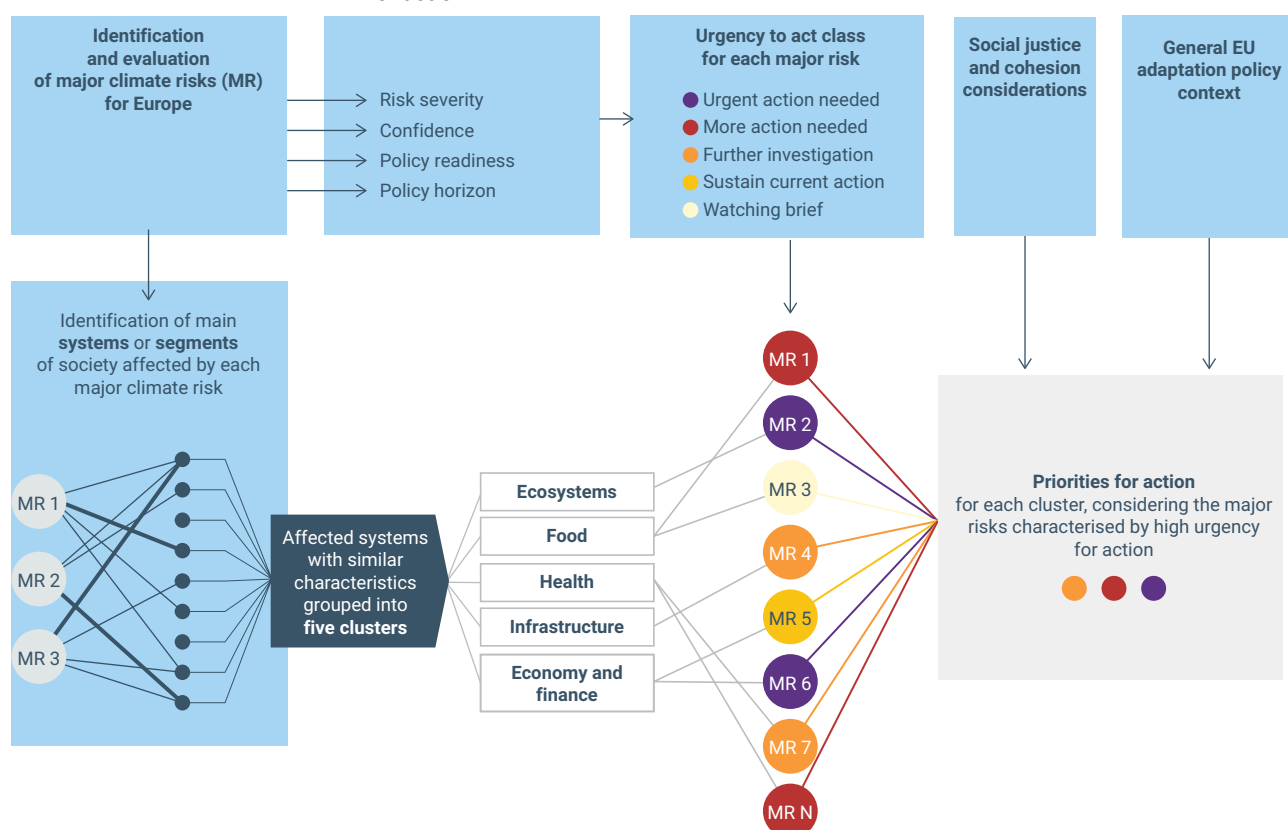 Identification
and evaluation
of major climate risks (MR)
for Europe
Risk severity
Confidence
Policy readiness
Policy horizon
Urgency to act class
for each major risk
Urgent action needed
More action needed
Further investigation
Sustain current action
Watching brief
Social justice
and cohesion
considerations
General EU
adaptation policy
context
Identification of main
systems or segments
of society affected by each
major climate risk
MR 1
MR 2
MR 3
Affected systems
with similar
characteristics
grouped into
five clusters
Ecosystems
Food
Health
Infrastructure
Economy and
finance
MR 1
MR 2
MR 3
MR 4
MR 5
MR 6
MR 7
MR N
Priorities for action
for each cluster, considering the major
risks characterised by high urgency
for action